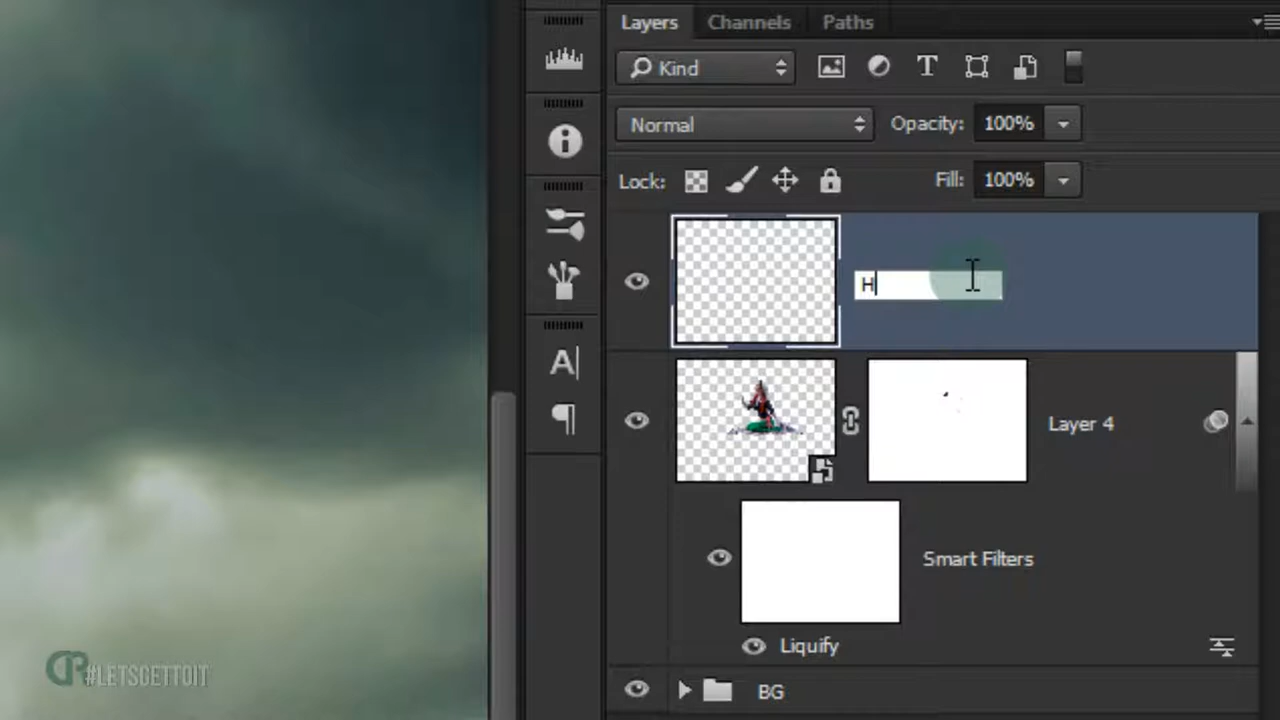 Layers Channels Paths
Kind T
Normal Opacity: 100%
Lock: Fill: 100%
H
A
Layer 4
Smart Filters
Liquify
BG
#LETSGETTOIT